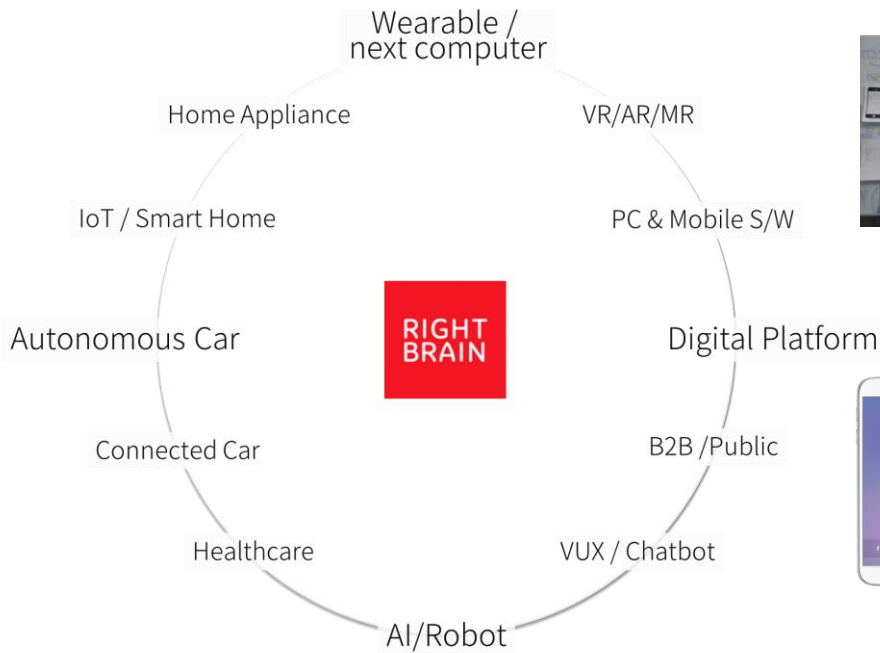 Wearable /
next computer
Home Appliance
VR/AR/MR
IoT / Smart Home
PC & Mobile S/W
Autonomous Car
RIGHT
BRAIN
Digital Platform
Connected Car
B2B /Public
Healthcare
VUX / Chatbot
AI/Robot